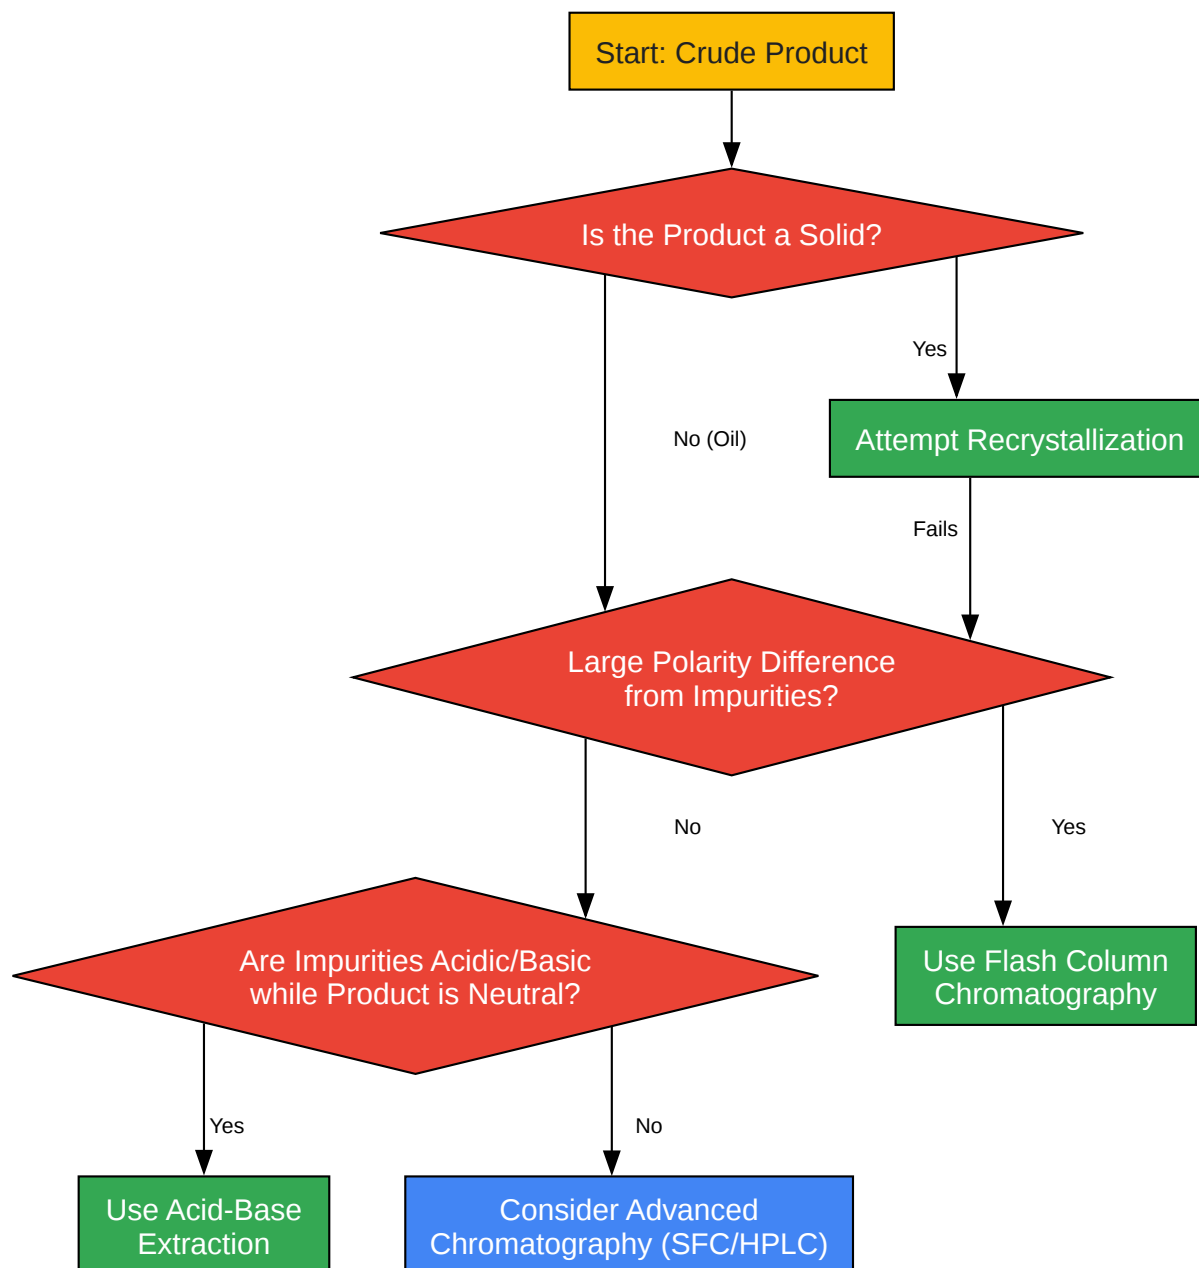 Start: Crude Product
Is the Product a Solid?
Yes
No (Oil)
Attempt Recrystallization
Fails
Large Polarity Difference
from Impurities?
No
Yes
Are Impurities Acidic/Basic
while Product is Neutral?
Use Flash Column
Chromatography
Yes
No
Use Acid-Base
Extraction
Consider Advanced
Chromatography (SFC/HPLC)